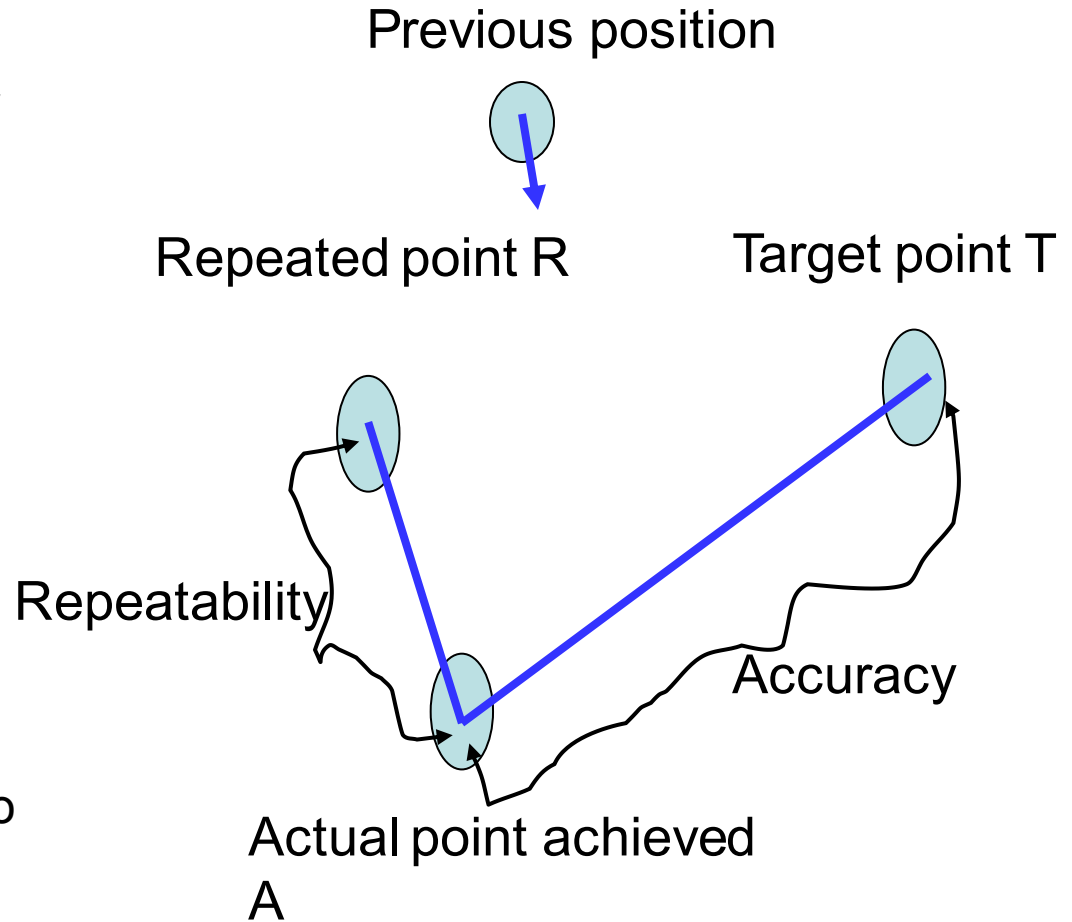 Previous position
Repeated point R
Target point T
Repeatability
Accuracy
Actual point achieved
A